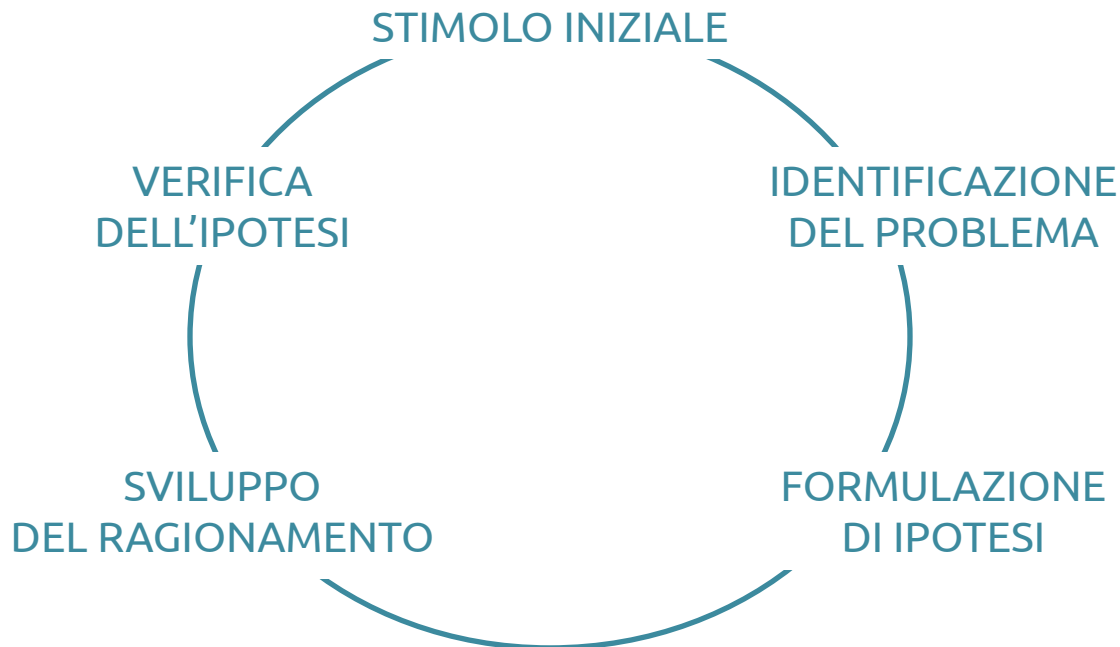 STIMOLO INIZIALE
IDENTIFICAZIONE
DEL PROBLEMA
FORMULAZIONE
DI IPOTESI
SVILUPPO
DEL RAGIONAMENTO
VERIFICA
DELL’IPOTESI